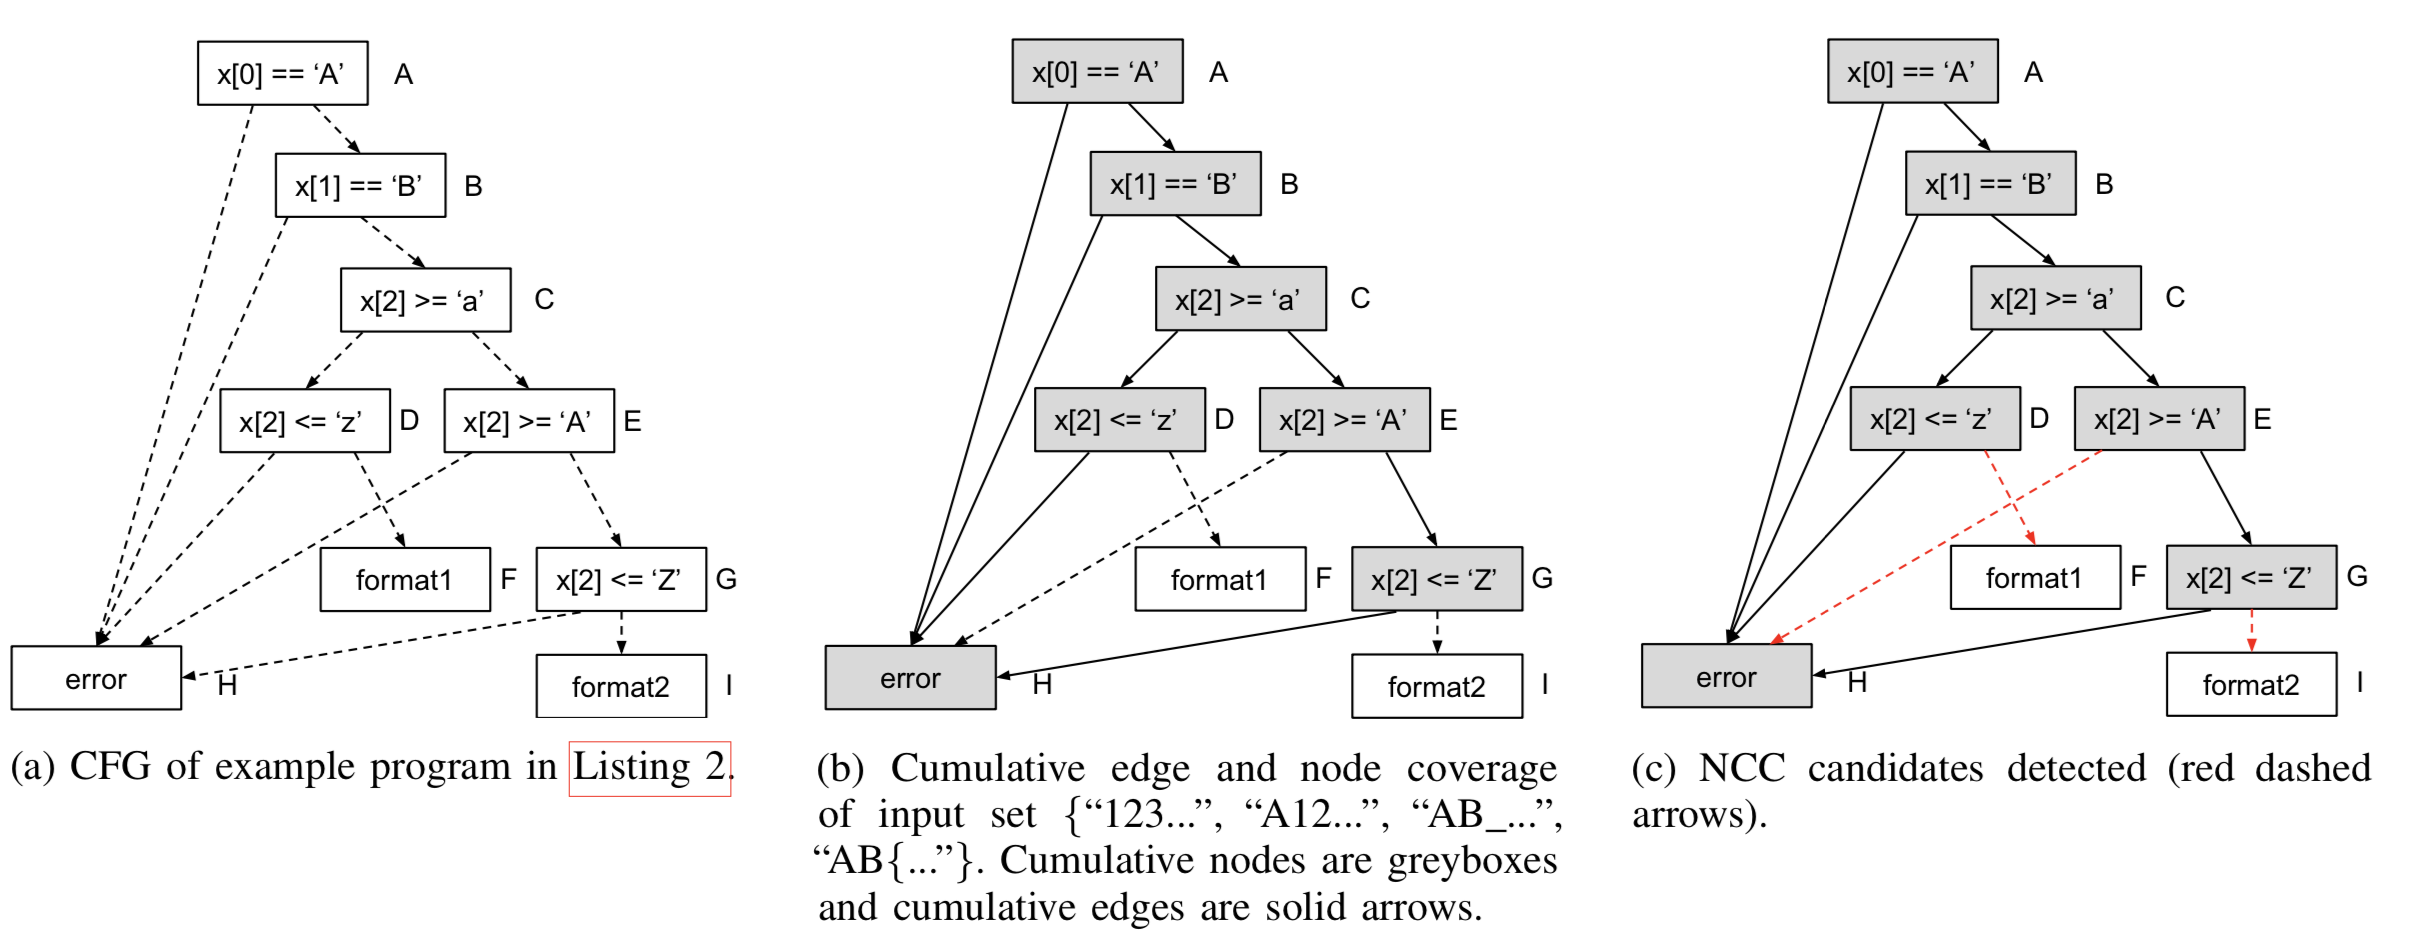 x[0] == ‘A’ A
x[1] == ‘B’ B
x[2] >= ‘a’ C
x[2] <= ‘z’ D x[2] >= ‘A’ E
format1 F x[2] <= ‘Z’ G
error H format2 I
(a) CFG of example program in Listing 2.
x[0] == ‘A’ A
x[1] == ‘B’ B
x[2] >= ‘a’ C
x[2] <= ‘z’ D x[2] >= ‘A’ E
format1 F x[2] <= ‘Z’ G
error H format2 I
(b) Cumulative edge and node coverage
of input set {“123...”, “A12...”, “AB_...”,
“AB{...”}. Cumulative nodes are greyboxes
and cumulative edges are solid arrows.
x[0] == ‘A’ A
x[1] == ‘B’ B
x[2] >= ‘a’ C
x[2] <= ‘z’ D x[2] >= ‘A’ E
format1 F x[2] <= ‘Z’ G
error H format2 I
(c) NCC candidates detected (red dashed
arrows).